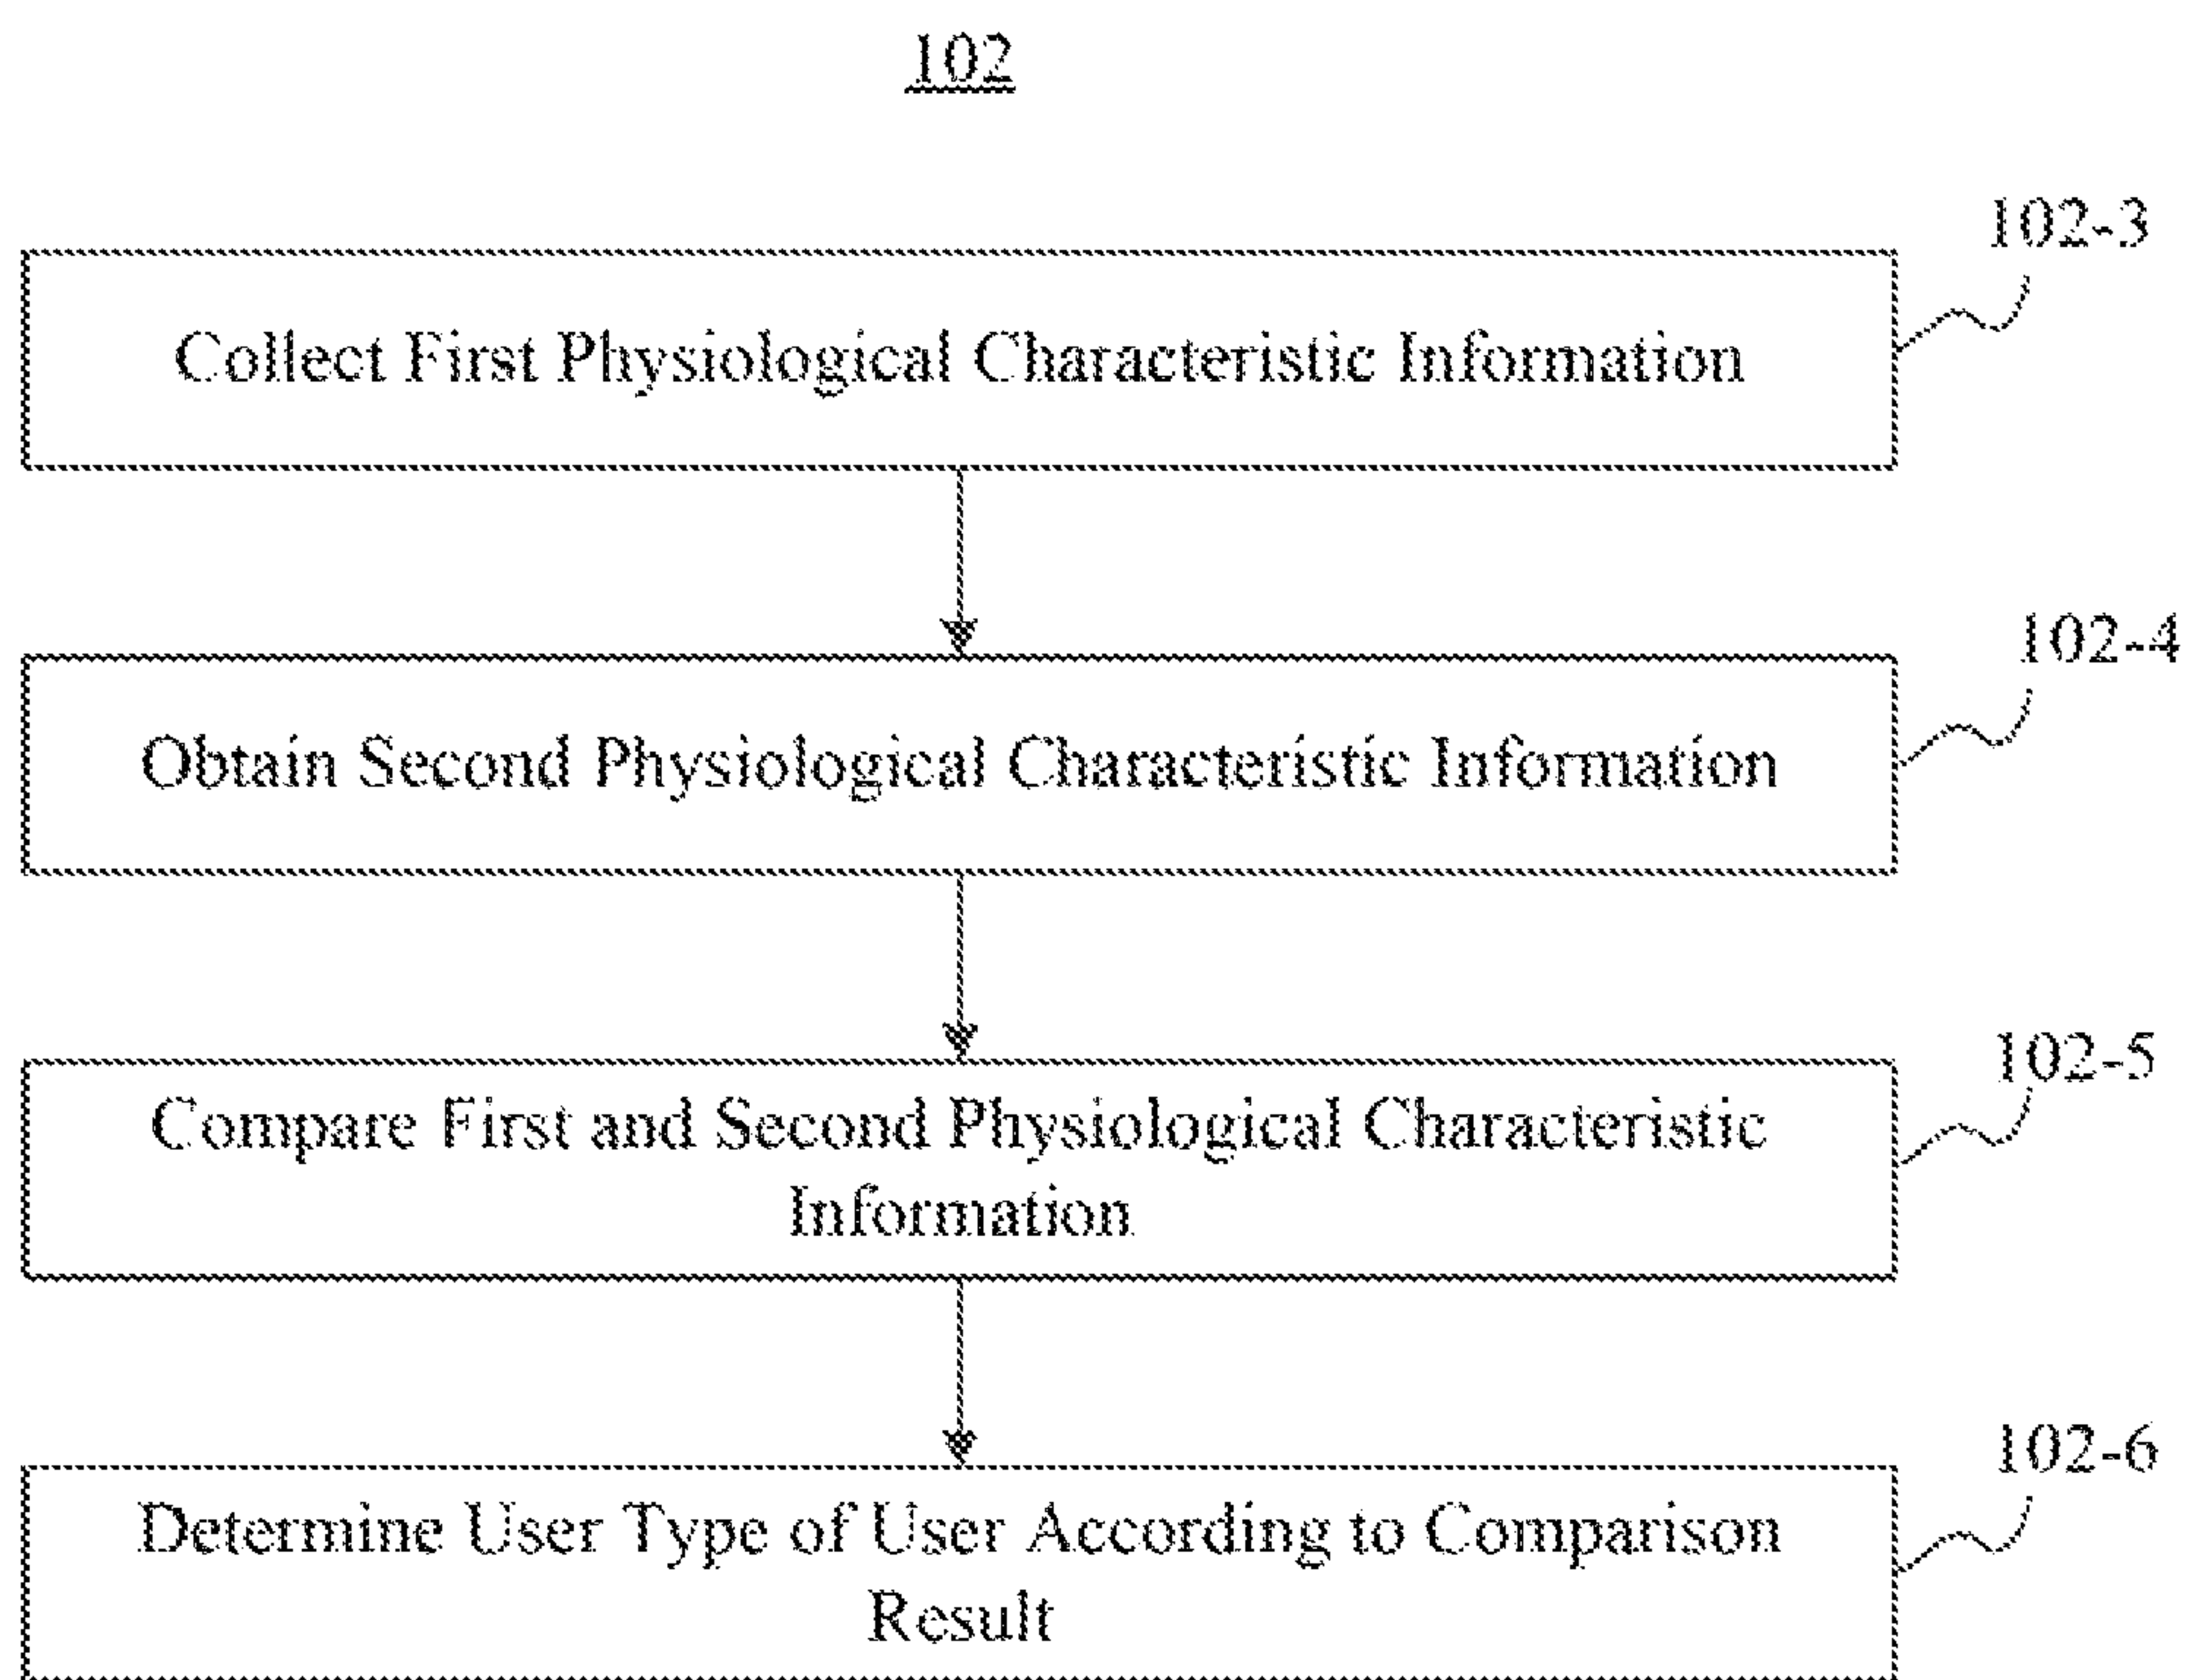 102
102-3
Collect First Physiological Characteristic Information
102-4
Obtain Second Physiological Characteristic Information
102-5
Compare First and Second Physiological Characteristic
Information
102-6
Determine User Type of User According to Comparison
Result